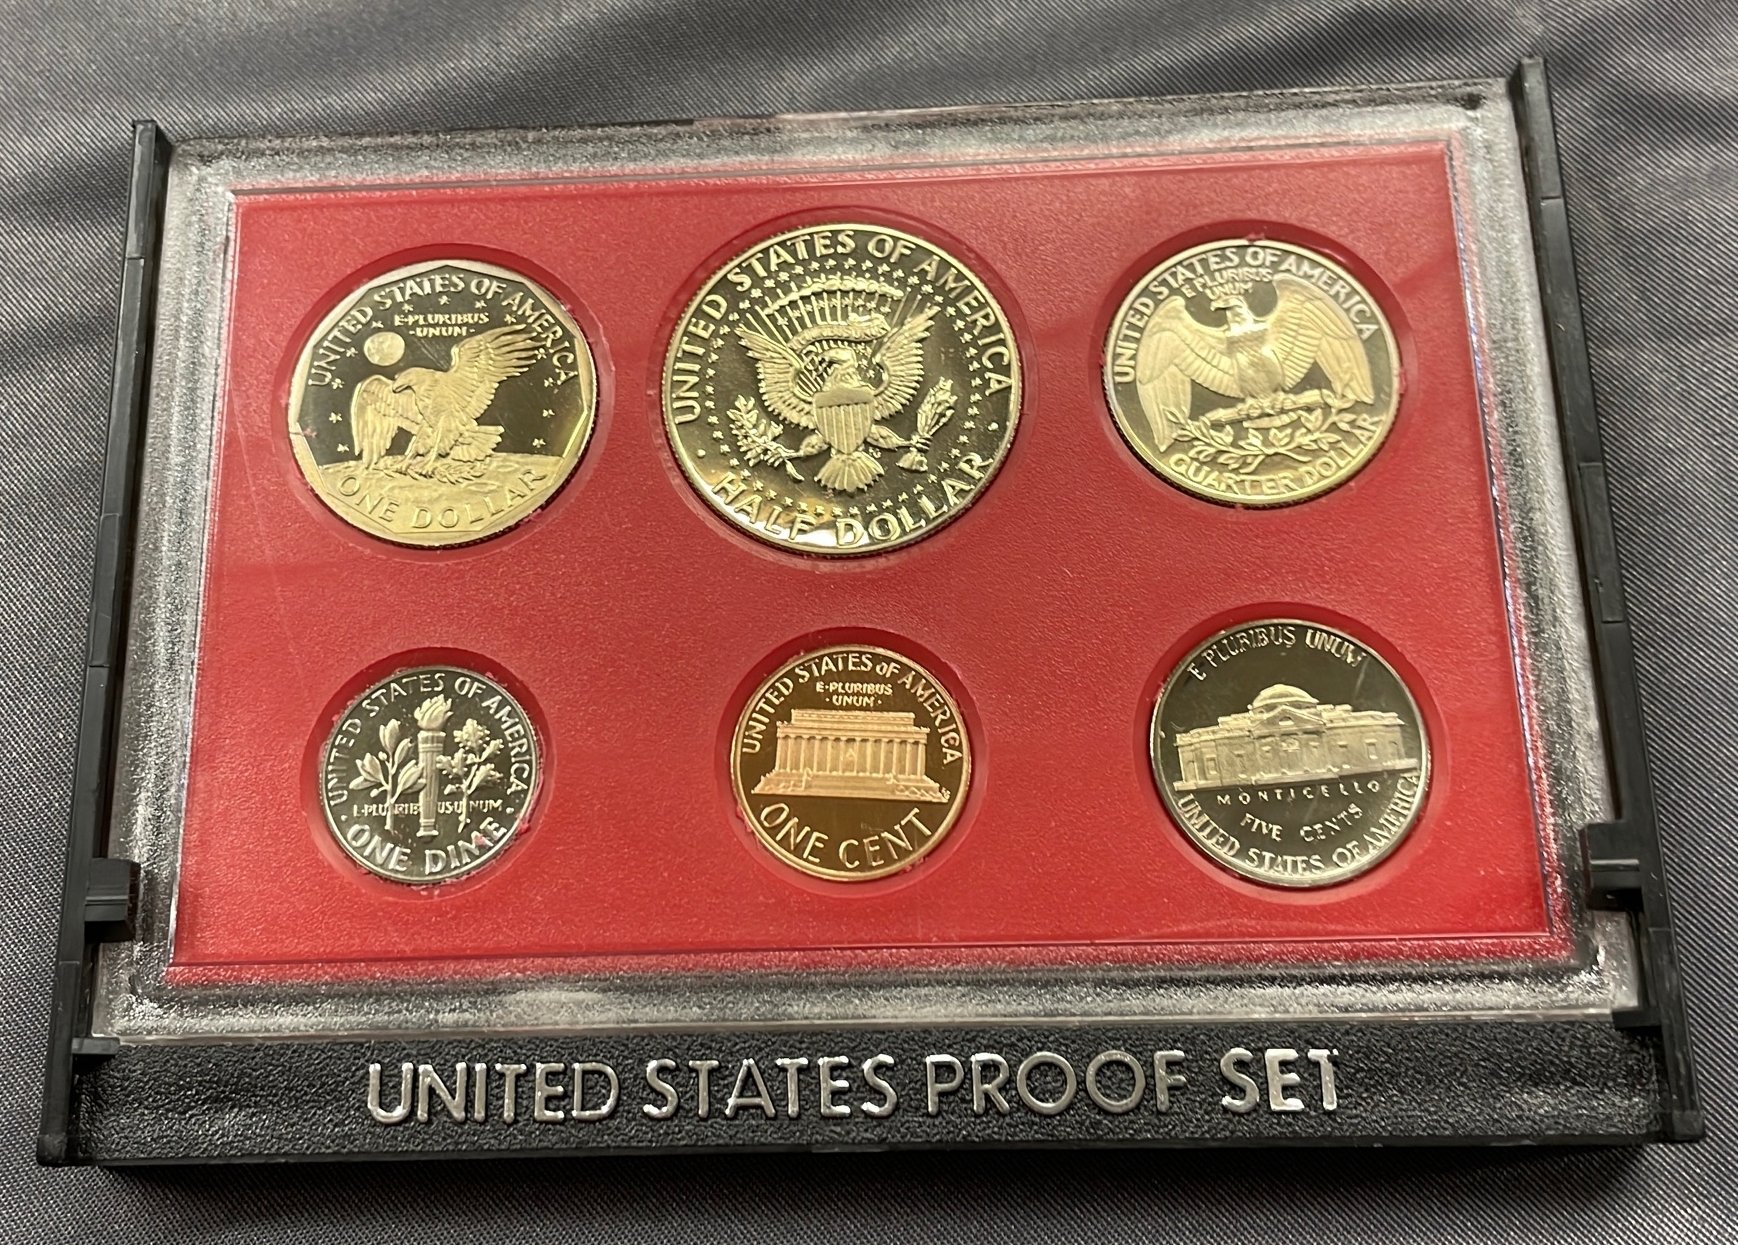 UNITED STATES OF AMERICA
E·PLURIBUS
·UNUM·
ONE DOLLAR
UNITED STATES OF AMERICA
· HALF DOLLAR ·
UNITED STATES OF AMERICA
E PLURIBUS
UNUM
QUARTER DOLLAR
UNITED STATES OF AMERICA
E PLURIBUS UNUM
· ONE DIME ·
UNITED STATES OF AMERICA
E·PLURIBUS
·UNUM·
ONE CENT
E PLURIBUS UNUM
MONTICELLO
FIVE CENTS
UNITED STATES OF AMERICA
UNITED STATES PROOF SET